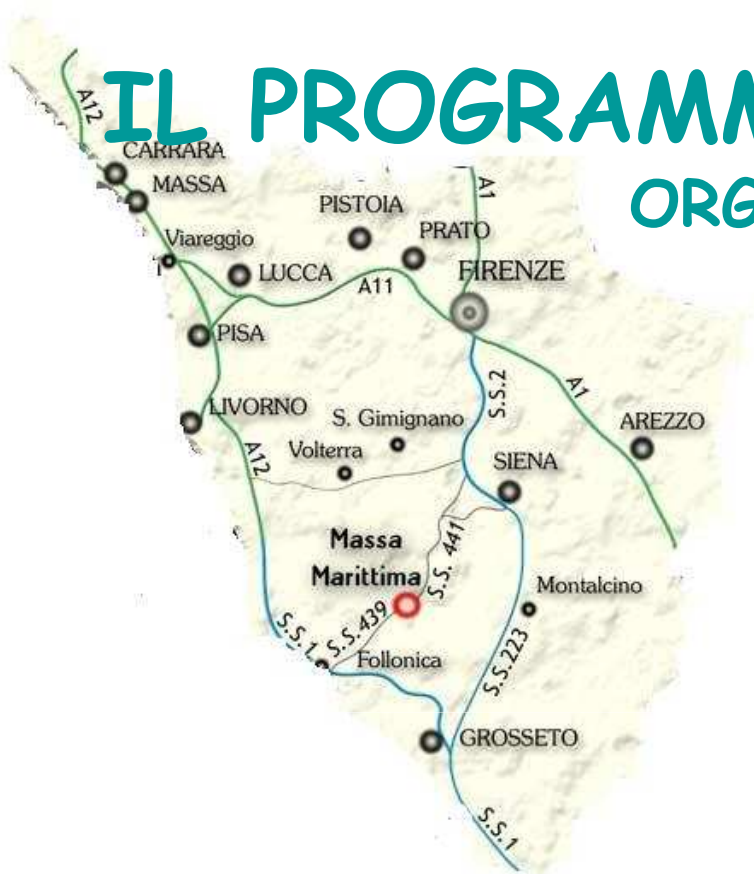 IL PROGRAMM
ORG
A12
CARRARA
MASSA
A1
PISTOIA
PRATO
Viareggio
LUCCA
FIRENZE
A11
PISA
S.S.2
A1
LIVORNO
S. Gimignano
AREZZO
Volterra
A12
SIENA
Massa
Marittima
S.S. 441
Montalcino
S.S.1
S.S. 439
Follonica
S.S.223
GROSSETO
S.S.1